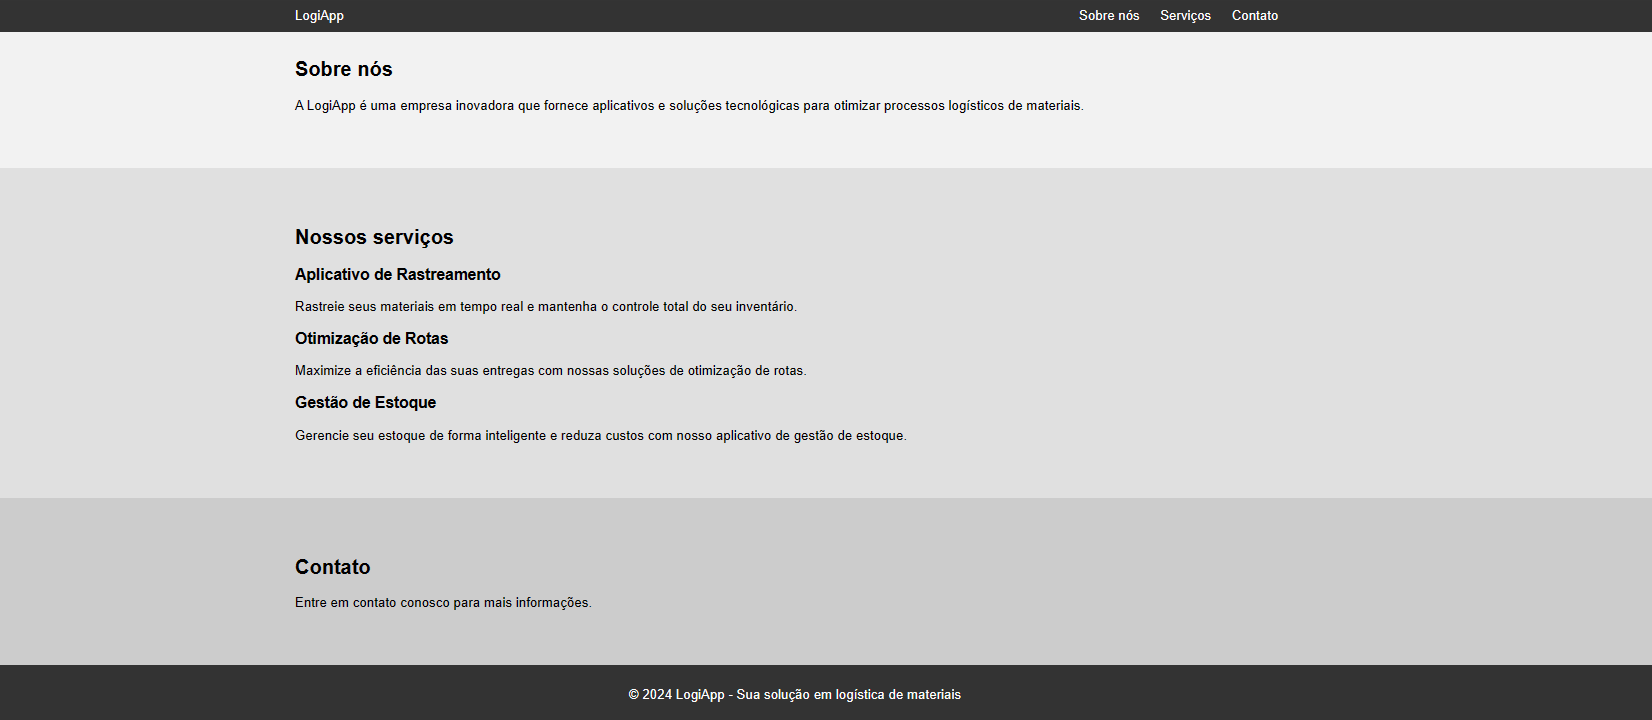 LogiApp Sobre nós Serviços Contato
Sobre nós
A LogiApp é uma empresa inovadora que fornece aplicativos e soluções tecnológicas para otimizar processos logísticos de materiais.
Nossos serviços
Aplicativo de Rastreamento
Rastreie seus materiais em tempo real e mantenha o controle total do seu inventário.
Otimização de Rotas
Maximize a eficiência das suas entregas com nossas soluções de otimização de rotas.
Gestão de Estoque
Gerencie seu estoque de forma inteligente e reduza custos com nosso aplicativo de gestão de estoque.
Contato
Entre em contato conosco para mais informações.
© 2024 LogiApp - Sua solução em logística de materiais